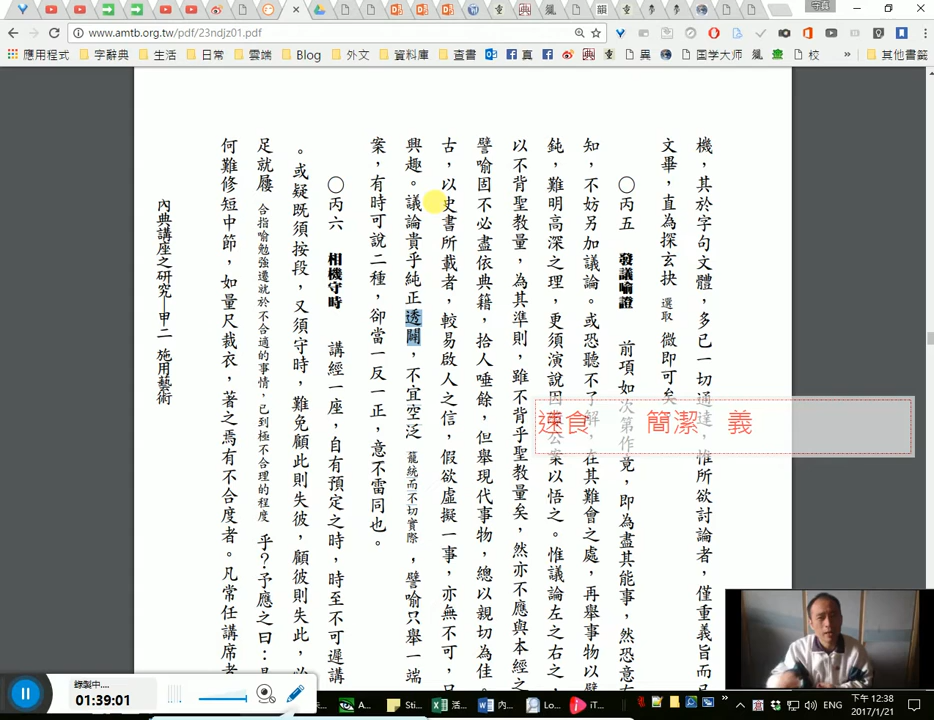 www.amtb.org.tw/pdf/23ndjz01.pdf
應用程式
字辭典
生活
日常
雲端
Blog
外文
資料庫
查書
真
異
国学大师
校
»
其他書籤
機，其於字句文體，多已一切通達，惟所欲討論者，僅重義旨而已
文畢，直為探玄抉 選取 微即可矣
○丙五 發議喻證 前項如次第作竟，即為盡其能事，然恐意有
知，不妨另加議論。或恐聽不了解，在其難會之處，再舉事物以譬
鈍，難明高深之理，更須演說因
公案以悟之。惟議論左之右之，
以不背聖教量，為其準則，雖不背乎聖教量矣，然亦不應與本經之
譬喻固不必盡依典籍，拾人唾餘，但舉現代事物，總以親切為佳。
古，以史書所載者，較易啟人之信，假欲虛擬一事，亦無不可，只
興趣。議論貴乎純正透闢，不宜空泛 籠統而不切實際 ，譬喻只舉一端
案，有時可說二種，卻當一反一正，意不雷同也。
○丙六 相機守時 講經一座，自有預定之時，時至不可遲講
。或疑既須按段，又須守時，難免顧此則失彼，顧彼則失此，必
足就屨 合指喻勉強遷就於不合適的事情，已到極不合理的程度 乎？予應之曰：是
何難修短中節，如量尺裁衣，著之焉有不合度者。凡常任講席者
內典講座之研究—甲二 施用藝術
速食 簡潔 義
錄製中...
01:39:01
A...
Sti...
活...
內...
Lo...
iT...
ENG
下午 12:38
2017/1/21